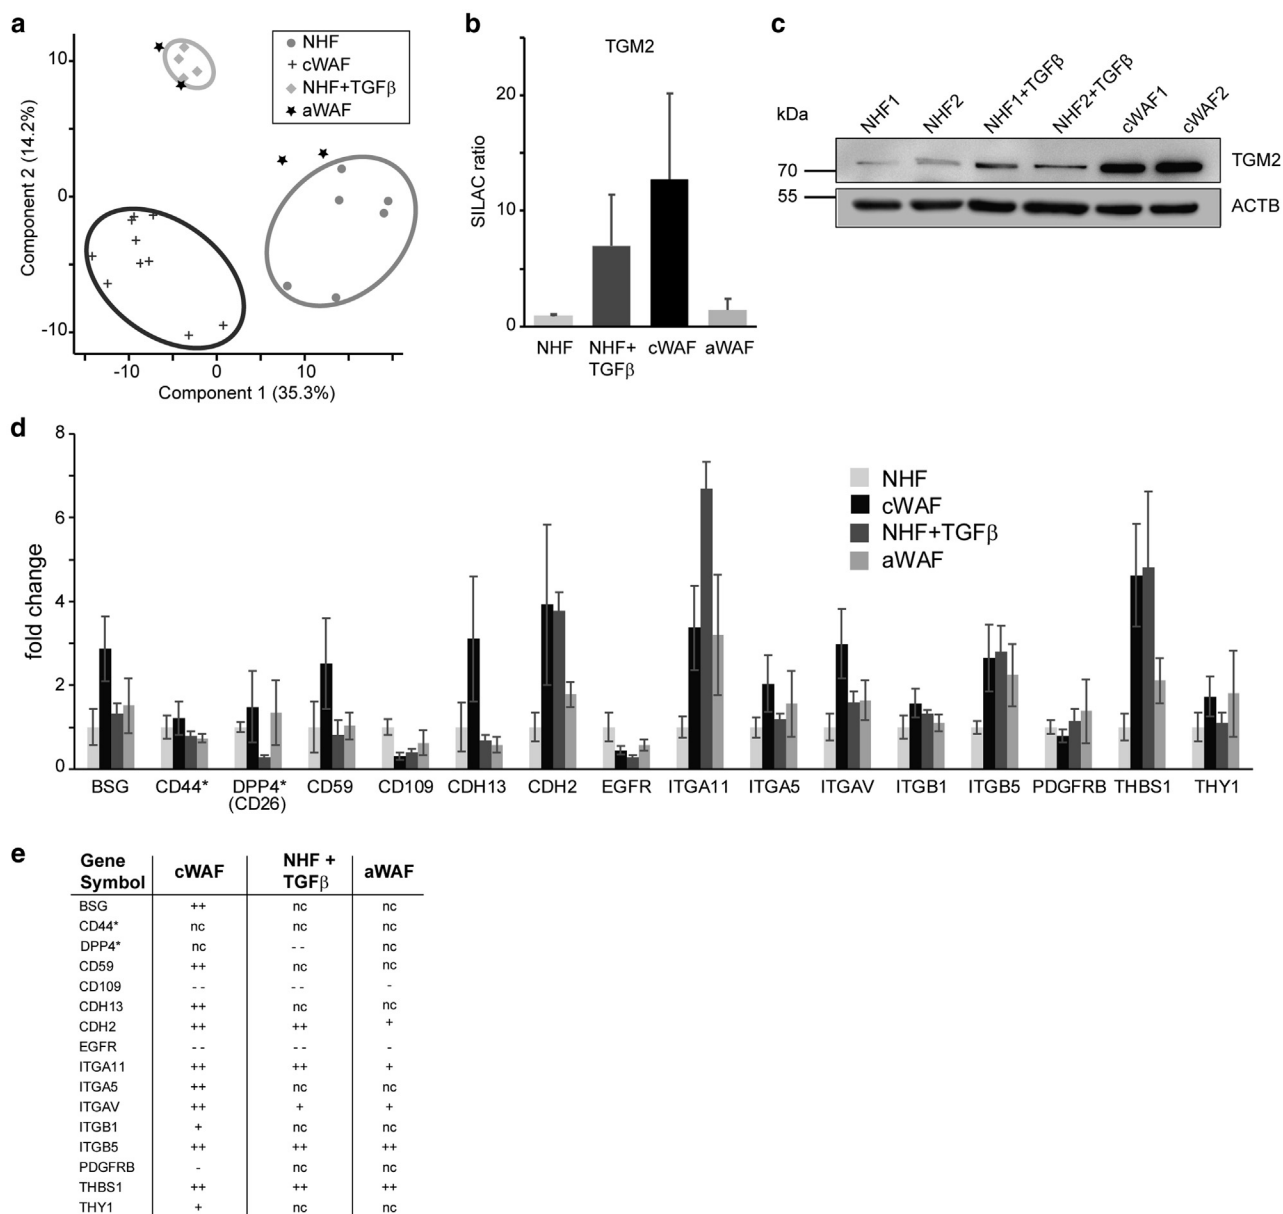 a
NHF
cWAF
NHF+TGFβ
aWAF
10
0
-10
Component 2 (14.2%)
-10
0
10
Component 1 (35.3%)
b
TGM2
20
10
0
SILAC ratio
NHF
NHF+
TGFβ
cWAF
aWAF
c
kDa
NHF1
NHF2
NHF1+TGFβ
NHF2+TGFβ
cWAF1
cWAF2
70
55
TGM2
ACTB
d
8
6
4
2
0
fold change
NHF
cWAF
NHF+TGFβ
aWAF
BSG
CD44*
DPP4*
(CD26)
CD59
CD109
CDH13
CDH2
EGFR
ITGA11
ITGA5
ITGAV
ITGB1
ITGB5
PDGFRB
THBS1
THY1
e
Gene
Symbol
cWAF
NHF +
TGFβ
aWAF
BSG ++ nc nc
CD44* nc nc nc
DPP4* nc -- nc
CD59 ++ nc nc
CD109 -- -- -
CDH13 ++ nc nc
CDH2 ++ ++ +
EGFR -- -- -
ITGA11 ++ ++ +
ITGA5 ++ nc nc
ITGAV ++ + +
ITGB1 + nc nc
ITGB5 ++ ++ ++
PDGFRB - nc nc
THBS1 ++ ++ ++
THY1 + nc nc